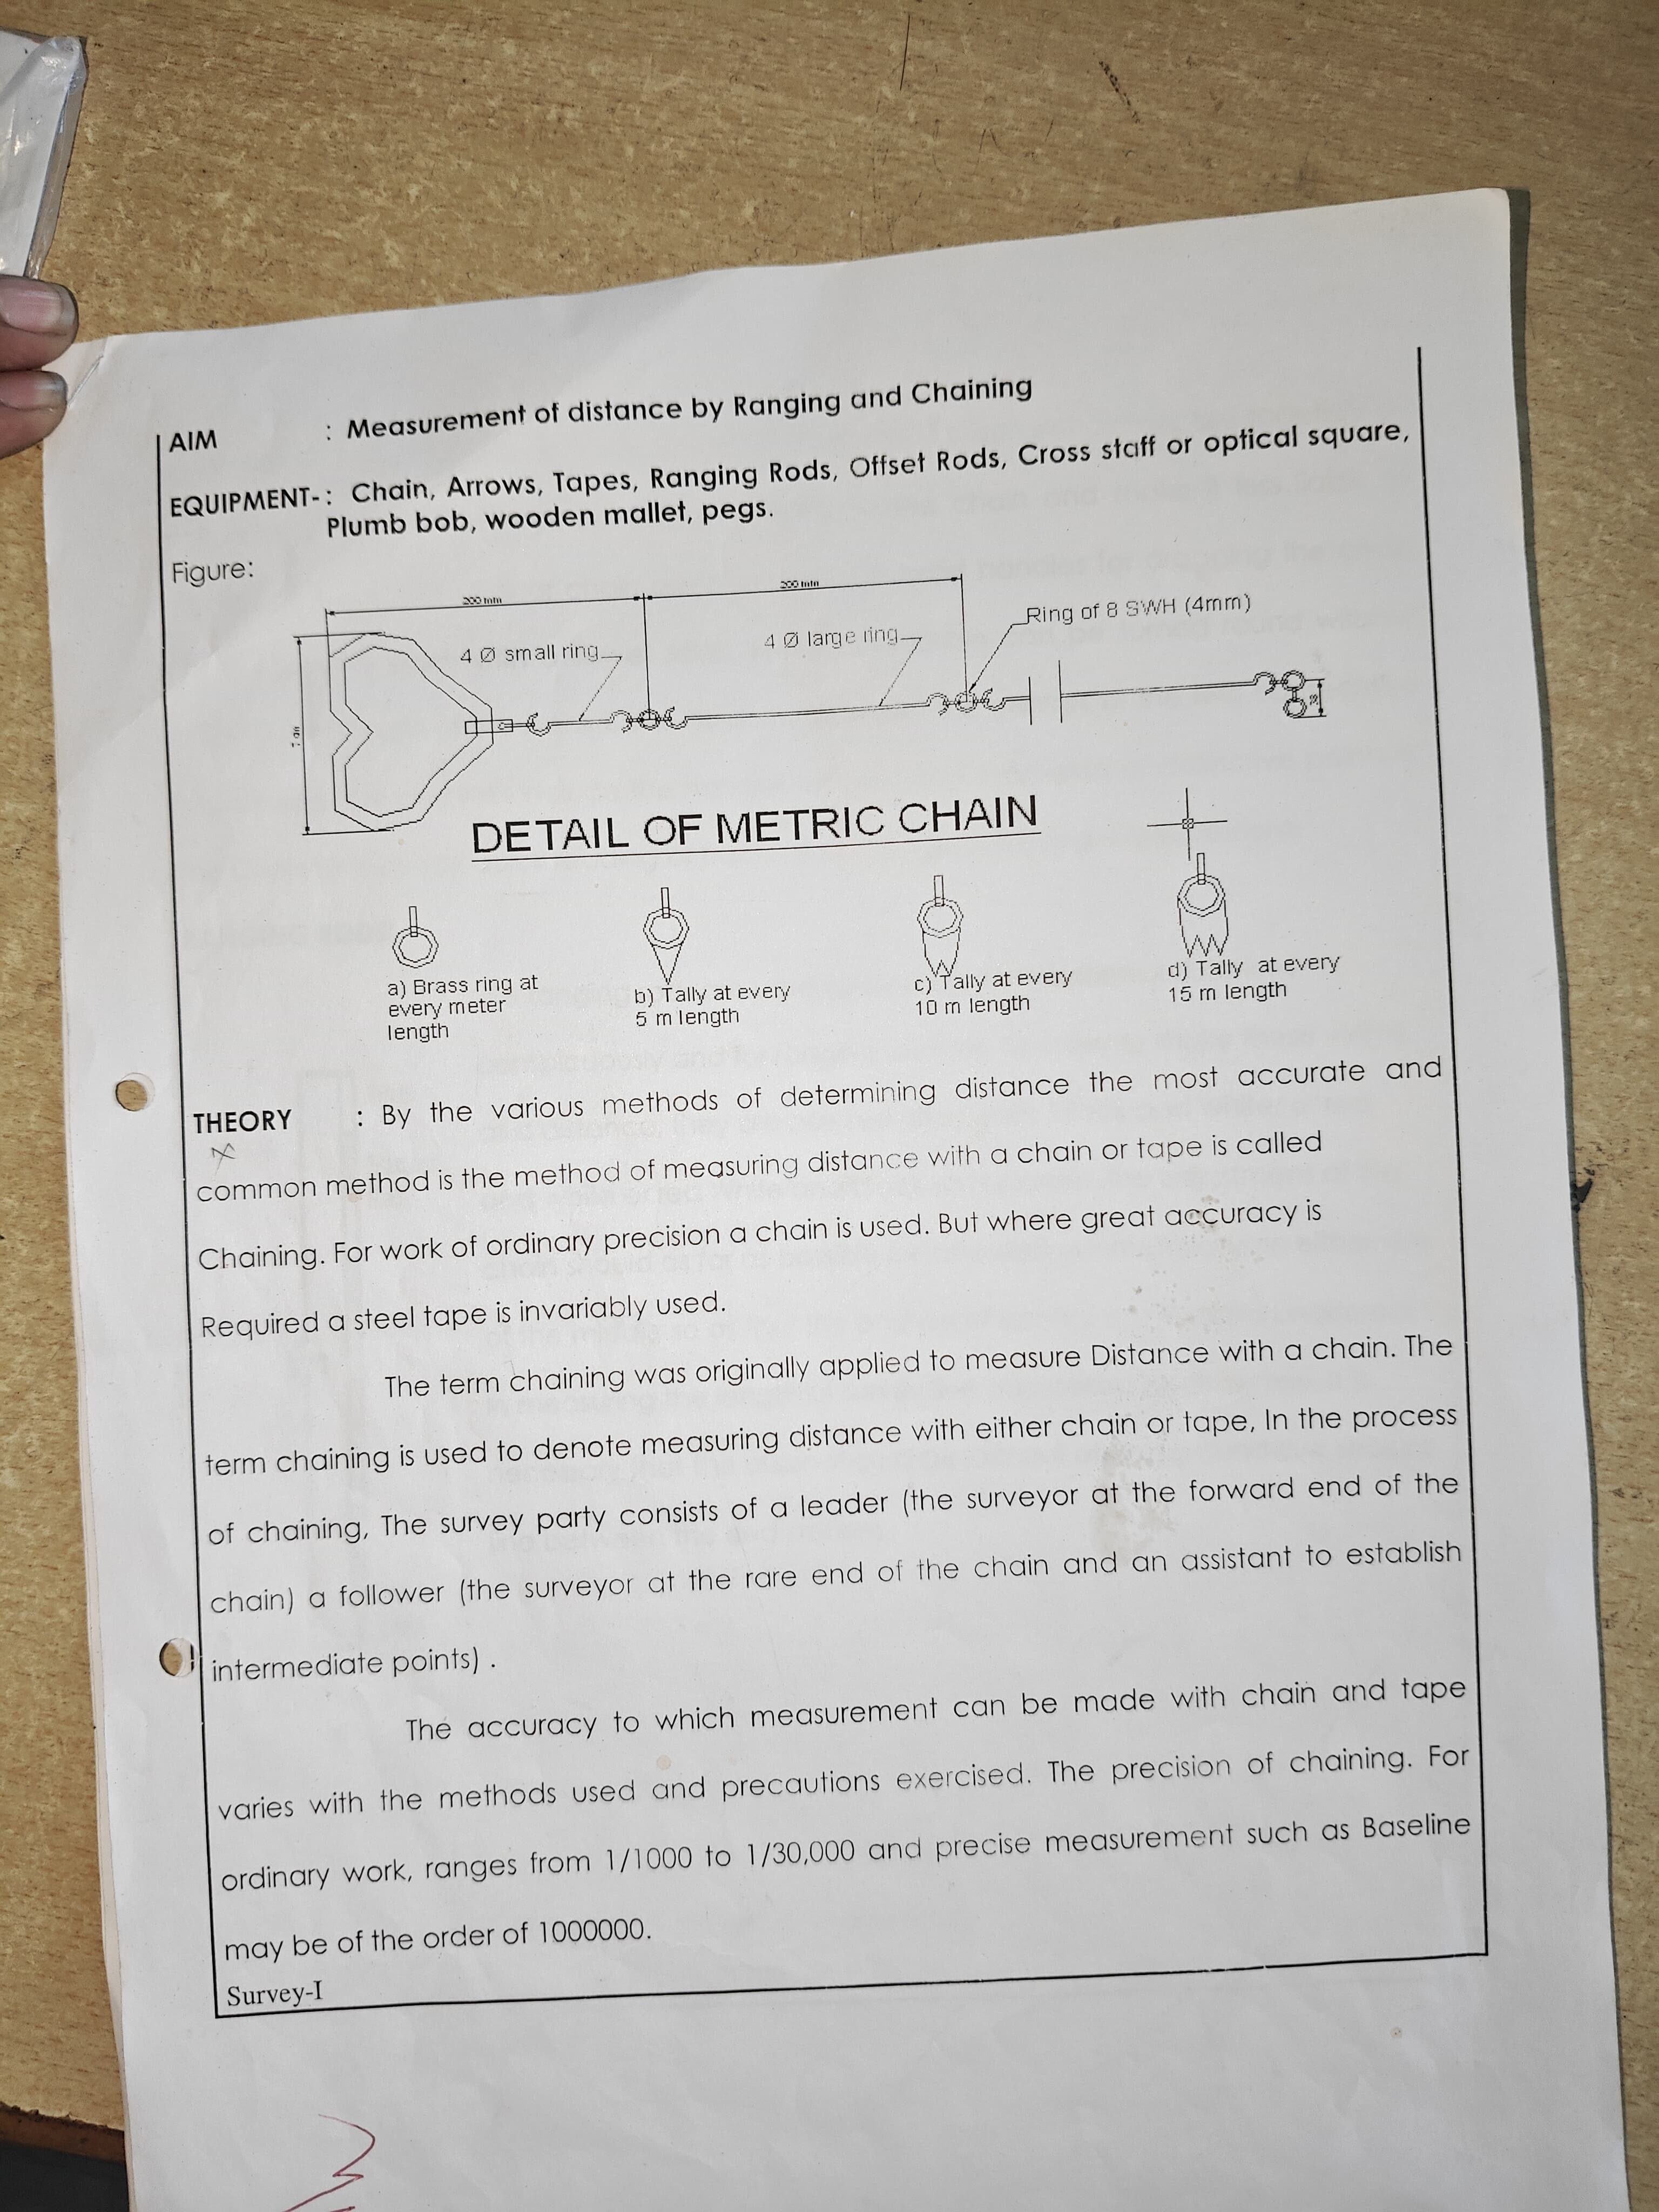 AIM : Measurement of distance by Ranging and Chaining
EQUIPMENT- : Chain, Arrows, Tapes, Ranging Rods, Offset Rods, Cross staff or optical square,
Plumb bob, wooden mallet, pegs.
Figure:
200 mm 200 mm
4 Ø small ring 4 Ø large ring Ring of 8 SWH (4mm)
DETAIL OF METRIC CHAIN
a) Brass ring at
every meter
length
b) Tally at every
5 m length
c) Tally at every
10 m length
d) Tally at every
15 m length
THEORY : By the various methods of determining distance the most accurate and
common method is the method of measuring distance with a chain or tape is called
Chaining. For work of ordinary precision a chain is used. But where great accuracy is
Required a steel tape is invariably used.
The term chaining was originally applied to measure Distance with a chain. The
term chaining is used to denote measuring distance with either chain or tape, In the process
of chaining, The survey party consists of a leader (the surveyor at the forward end of the
chain) a follower (the surveyor at the rare end of the chain and an assistant to establish
intermediate points) .
The accuracy to which measurement can be made with chain and tape
varies with the methods used and precautions exercised. The precision of chaining. For
ordinary work, ranges from 1/1000 to 1/30,000 and precise measurement such as Baseline
may be of the order of 1000000.
Survey-I